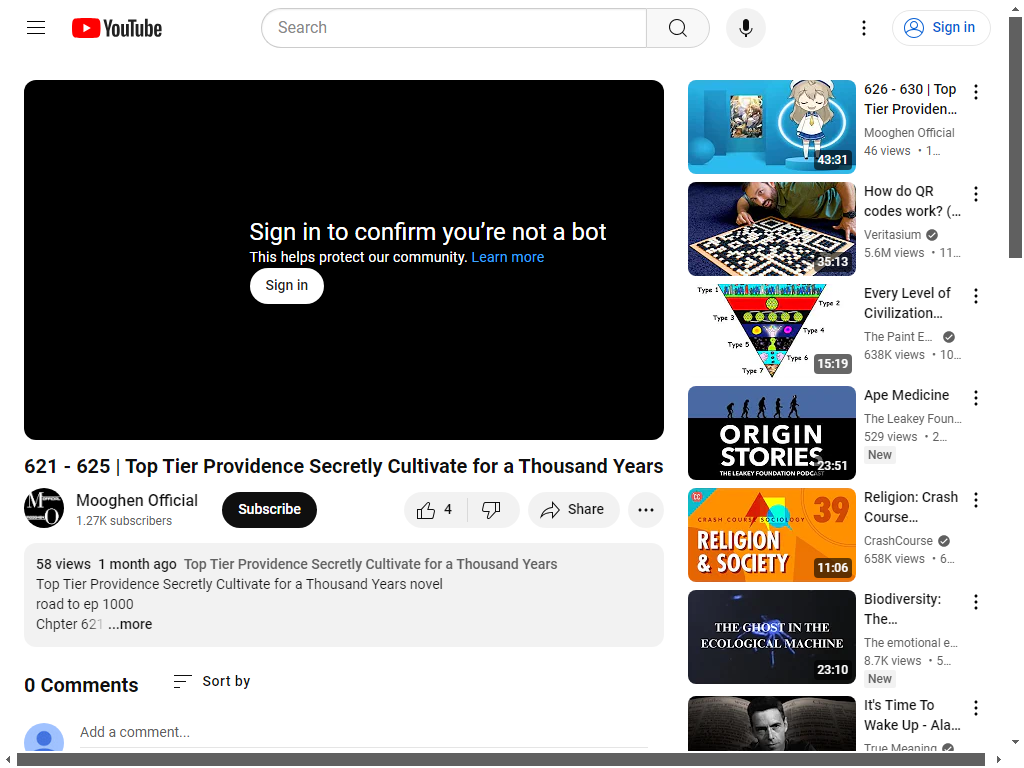 YouTube
Search
Sign in
Sign in to confirm you’re not a bot
This helps protect our community. Learn more
Sign in
621 - 625 | Top Tier Providence Secretly Cultivate for a Thousand Years
Mooghen Official
1.27K subscribers
Subscribe
4
Share
58 views 1 month ago Top Tier Providence Secretly Cultivate for a Thousand Years
Top Tier Providence Secretly Cultivate for a Thousand Years novel
road to ep 1000
Chpter 621 ...more
0 Comments
Sort by
Add a comment...
43:31
626 - 630 | Top
Tier Providen...
Mooghen Official
46 views • 1...
35:13
How do QR
codes work? (...
Veritasium
5.6M views • 11...
Type 1
Type 2
Type 3
Type 4
Type 5
Type 6
Type 7
15:19
Every Level of
Civilization...
The Paint E...
638K views • 10...
ORIGIN
STORIES
THE LEAKEY FOUNDATION PODCAST
23:51
Ape Medicine
The Leakey Foun...
529 views • 2...
New
CC
CRASH COURSE SOCIOLOGY
39
RELIGION
& SOCIETY
11:06
Religion: Crash
Course...
CrashCourse
658K views • 6...
THE GHOST IN THE
ECOLOGICAL MACHINE
23:10
Biodiversity:
The...
The emotional e...
8.7K views • 5...
New
It's Time To
Wake Up - Ala...
True Meaning